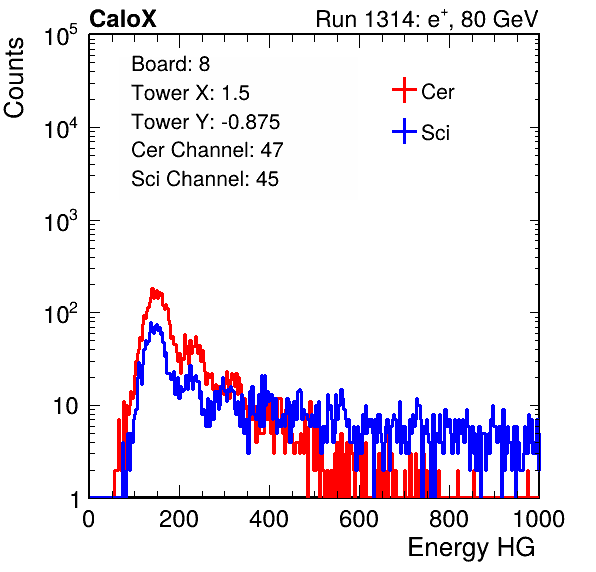 CaloX Run 1314: e⁺, 80 GeV
Counts
10⁵
10⁴
10³
10²
10
1
Board: 8
Tower X: 1.5
Tower Y: -0.875
Cer Channel: 47
Sci Channel: 45
Cer
Sci
0 200 400 600 800 1000
Energy HG